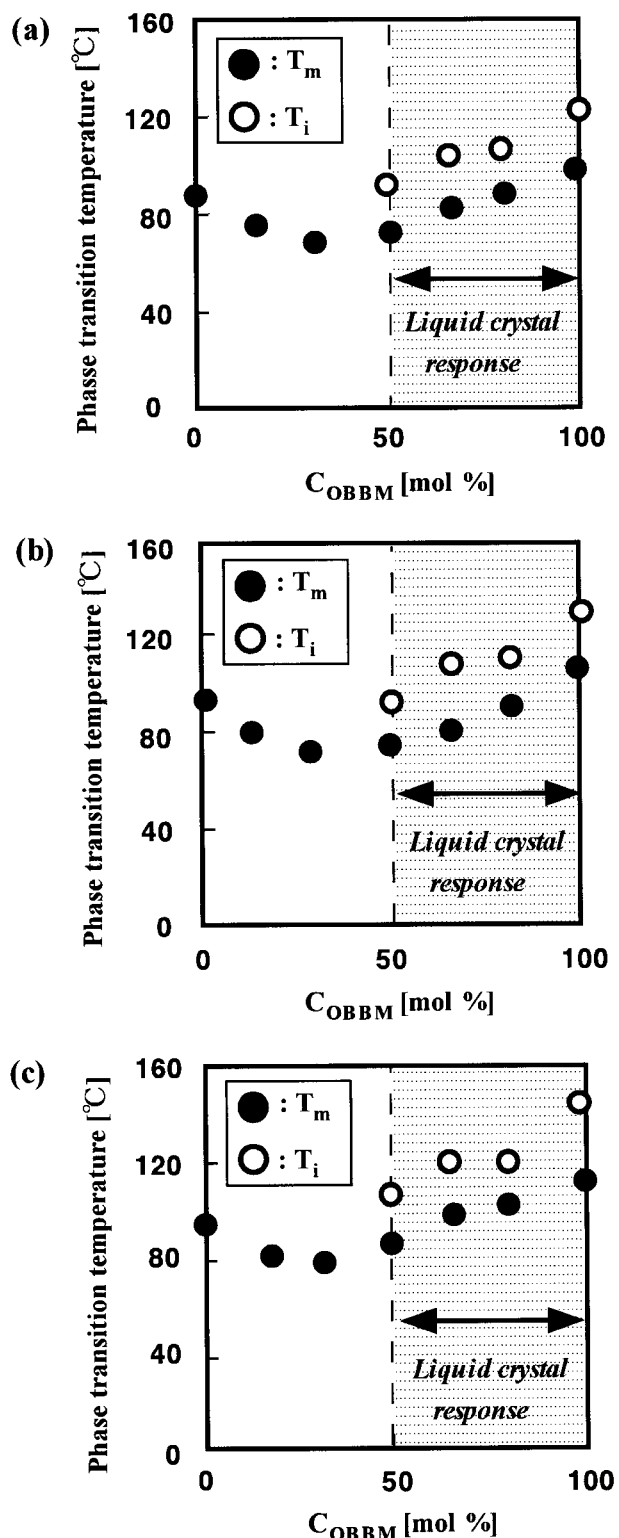 (a)
Phasse transition temperature [℃]
160
120
80
40
0
● : Tm
○ : Ti
Liquid crystal
response
0 50 100
COBBM [mol %]
(b)
Phase transition temperature [℃]
160
120
80
40
0
● : Tm
○ : Ti
Liquid crystal
response
0 50 100
COBBM [mol %]
(c)
Phase transition temperature [℃]
160
120
80
40
0
● : Tm
○ : Ti
Liquid crystal
response
0 50 100
COBBM [mol %]